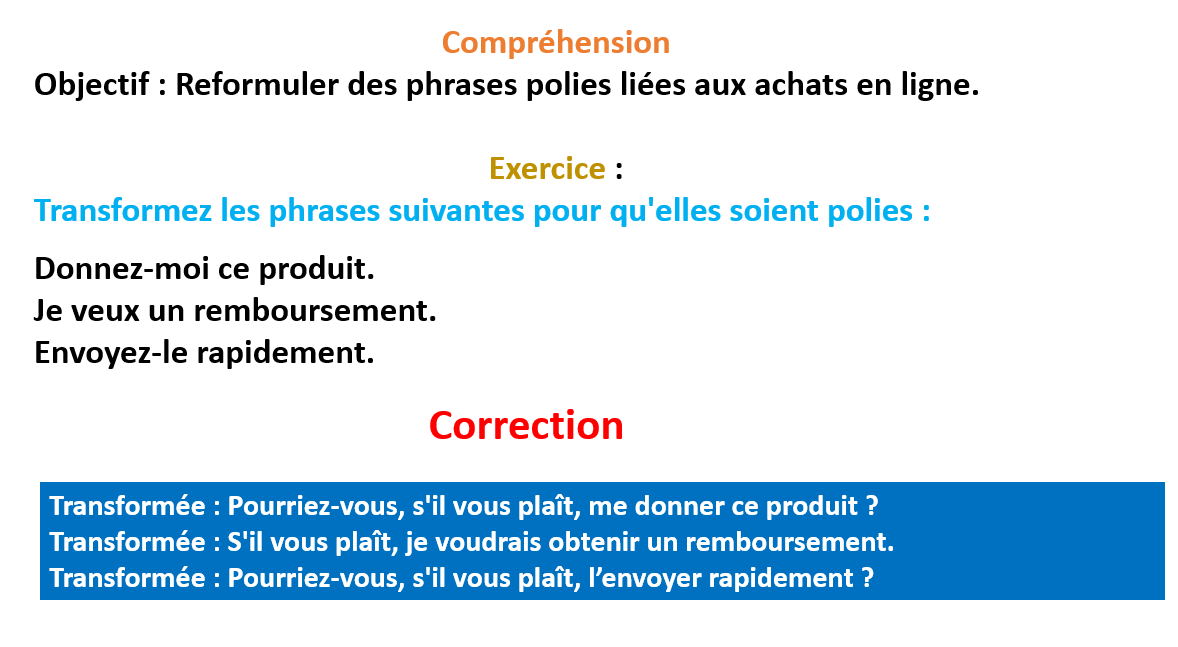 Compréhension
Objectif : Reformuler des phrases polies liées aux achats en ligne.
Exercice :
Transformez les phrases suivantes pour qu'elles soient polies :
Donnez-moi ce produit.
Je veux un remboursement.
Envoyez-le rapidement.
Correction
Transformée : Pourriez-vous, s'il vous plaît, me donner ce produit ?
Transformée : S'il vous plaît, je voudrais obtenir un remboursement.
Transformée : Pourriez-vous, s'il vous plaît, l’envoyer rapidement ?